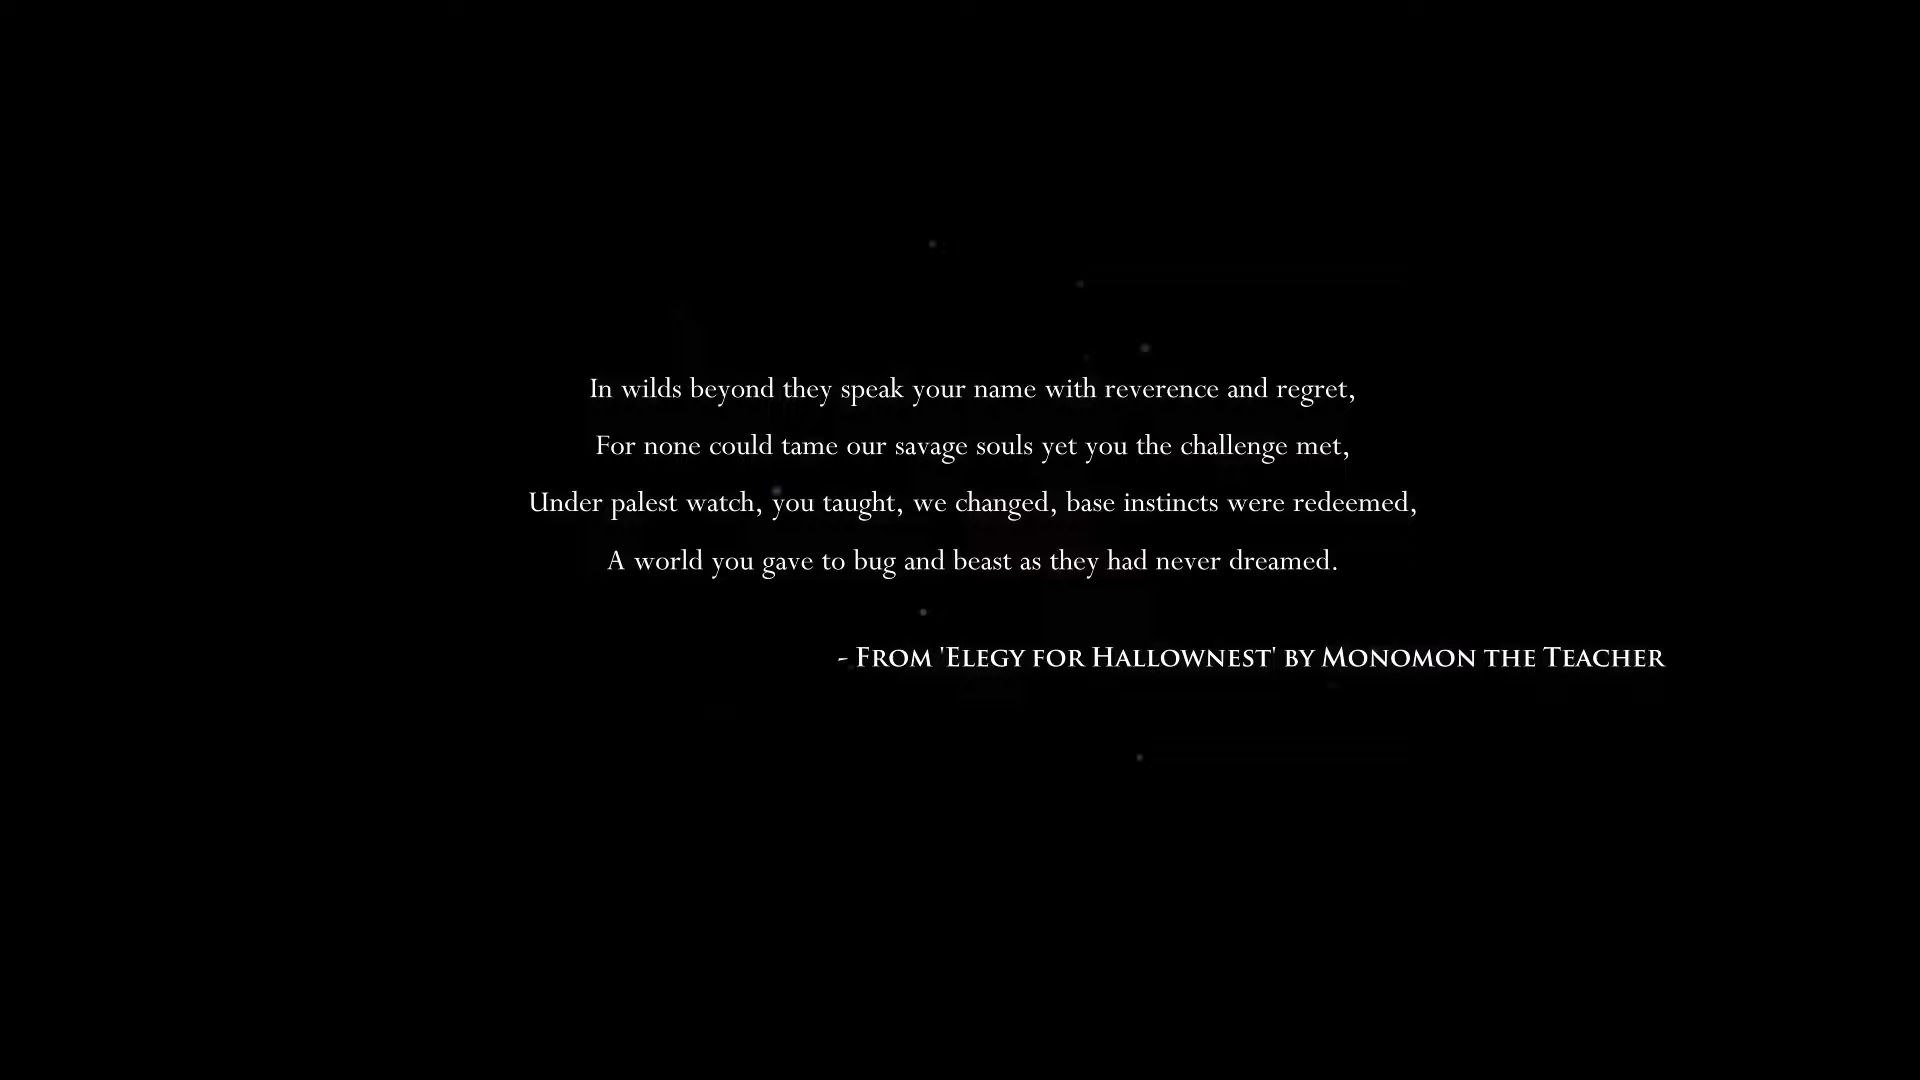 In wilds beyond they speak your name with reverence and regret,
For none could tame our savage souls yet you the challenge met,
Under palest watch, you taught, we changed, base instincts were redeemed,
A world you gave to bug and beast as they had never dreamed.
- From 'Elegy for Hallownest' by Monomon the Teacher